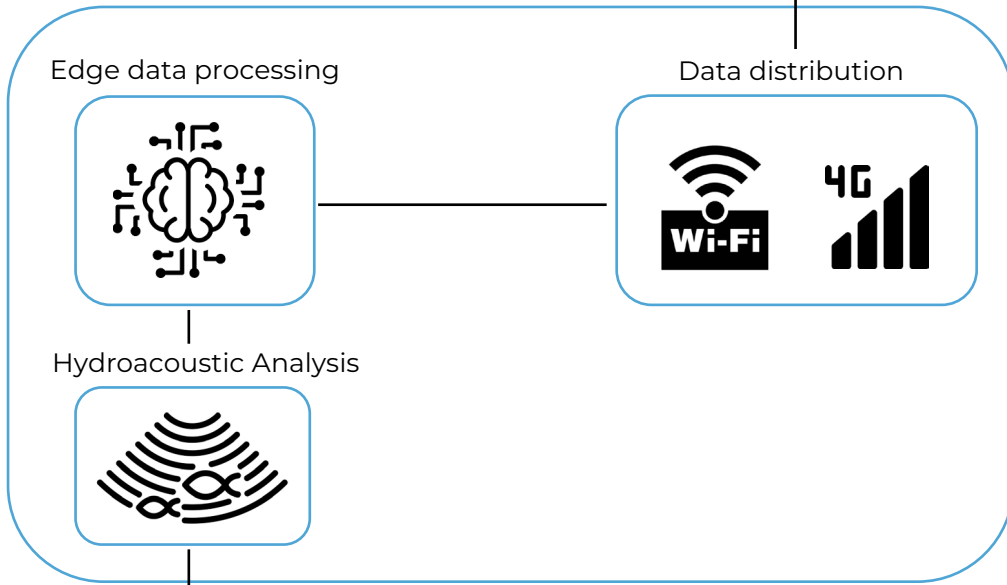 Edge data processing
Data distribution
4G
Wi-Fi
Hydroacoustic Analysis